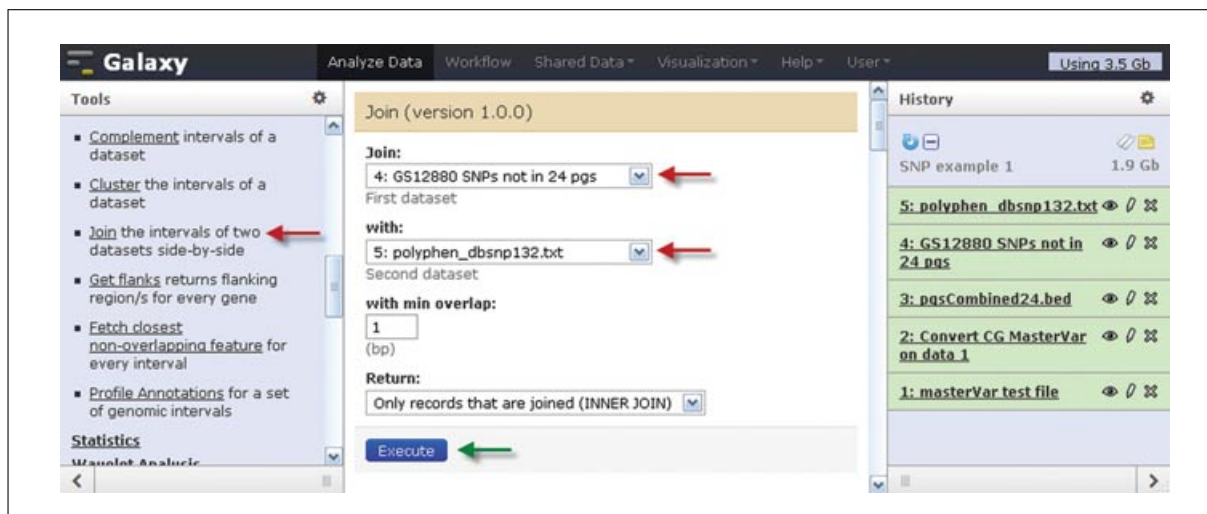 Galaxy
Analyze Data Workflow Shared Data Visualization Help User
Using 3.5 Gb
Tools
Complement intervals of a
dataset
Cluster the intervals of a
dataset
Join the intervals of two
datasets side-by-side
Get flanks returns flanking
region/s for every gene
Fetch closest
non-overlapping feature for
every interval
Profile Annotations for a set
of genomic intervals
Statistics
Wavelet Analysis
Join (version 1.0.0)
Join:
4: GS12880 SNPs not in 24 pgs
First dataset
with:
5: polyphen_dbsnp132.txt
Second dataset
with min overlap:
1
(bp)
Return:
Only records that are joined (INNER JOIN)
Execute
History
SNP example 1 1.9 Gb
5: polyphen_dbsnp132.txt
4: GS12880 SNPs not in
24 pgs
3: pgsCombined24.bed
2: Convert CG MasterVar
on data 1
1: masterVar test file